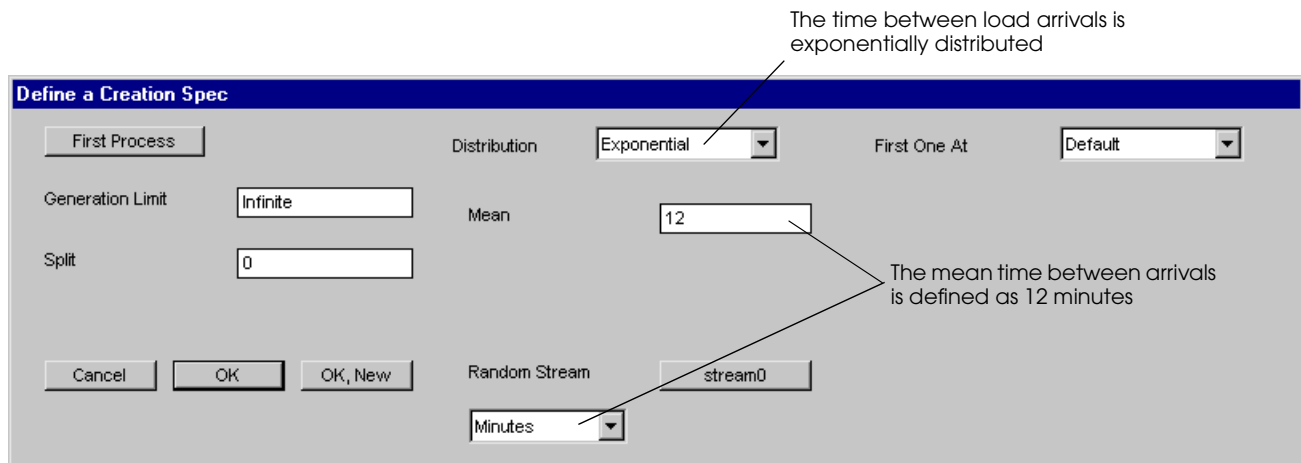 The time between load arrivals is
exponentially distributed
Define a Creation Spec
First Process
Distribution
Exponential
First One At
Default
Generation Limit
Infinite
Mean
12
Split
0
The mean time between arrivals
is defined as 12 minutes
Cancel
OK
OK, New
Random Stream
stream0
Minutes